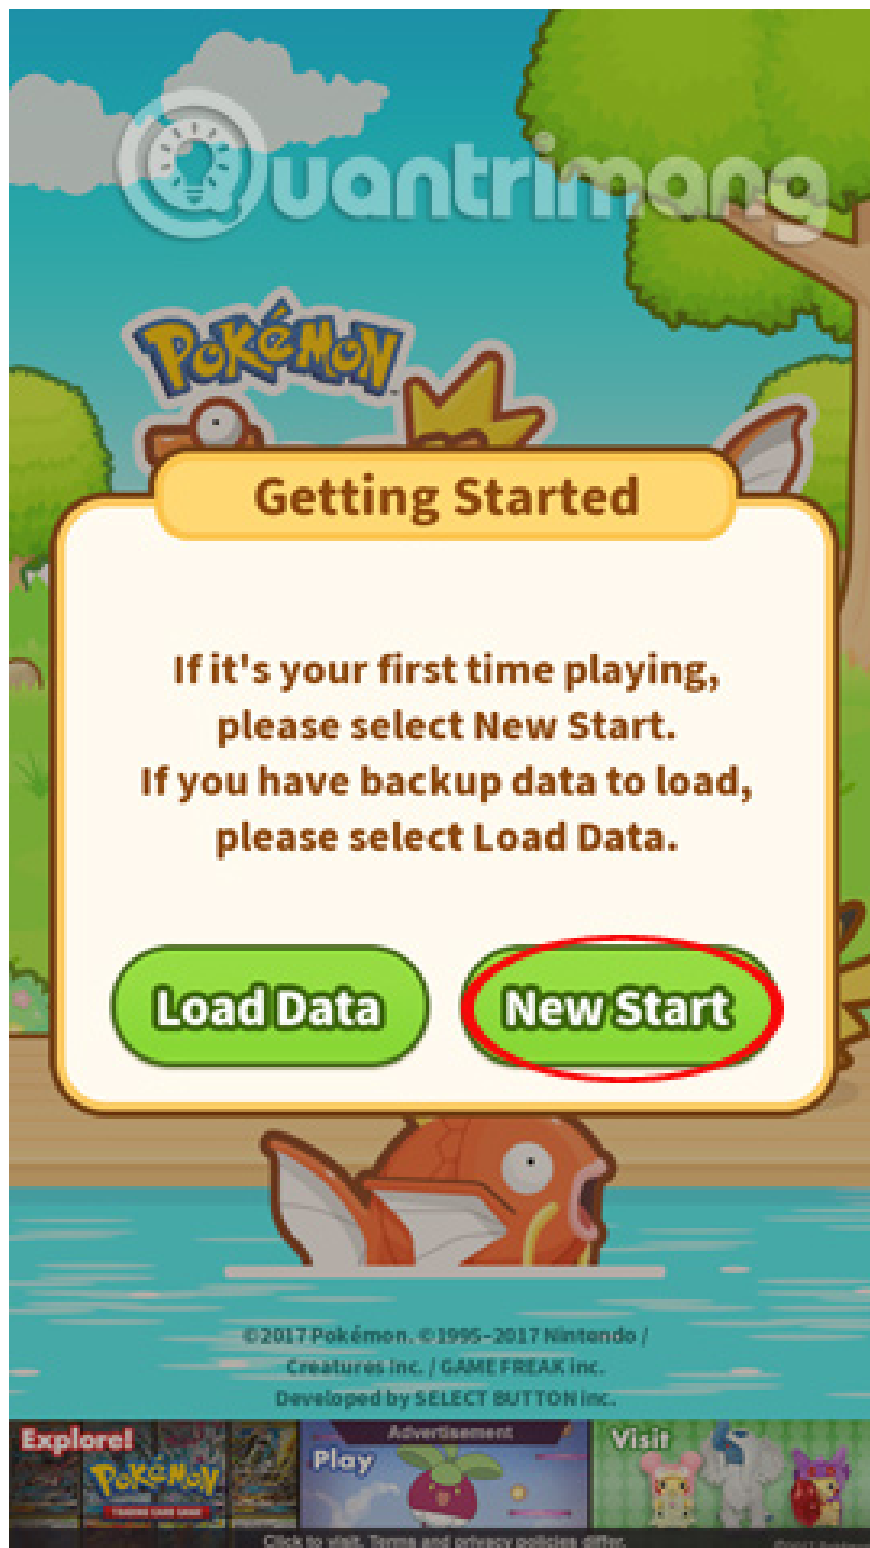 Quantrimang
POKéMON
Getting Started
If it's your first time playing,
please select New Start.
If you have backup data to load,
please select Load Data.
Load Data
New Start
©2017 Pokémon. ©1995–2017 Nintendo /
Creatures Inc. / GAME FREAK inc.
Developed by SELECT BUTTON inc.
Explore!
POKéMON
TRADING CARD GAME
Advertisement
Play
Visit
Click to visit. Terms and privacy policies differ.